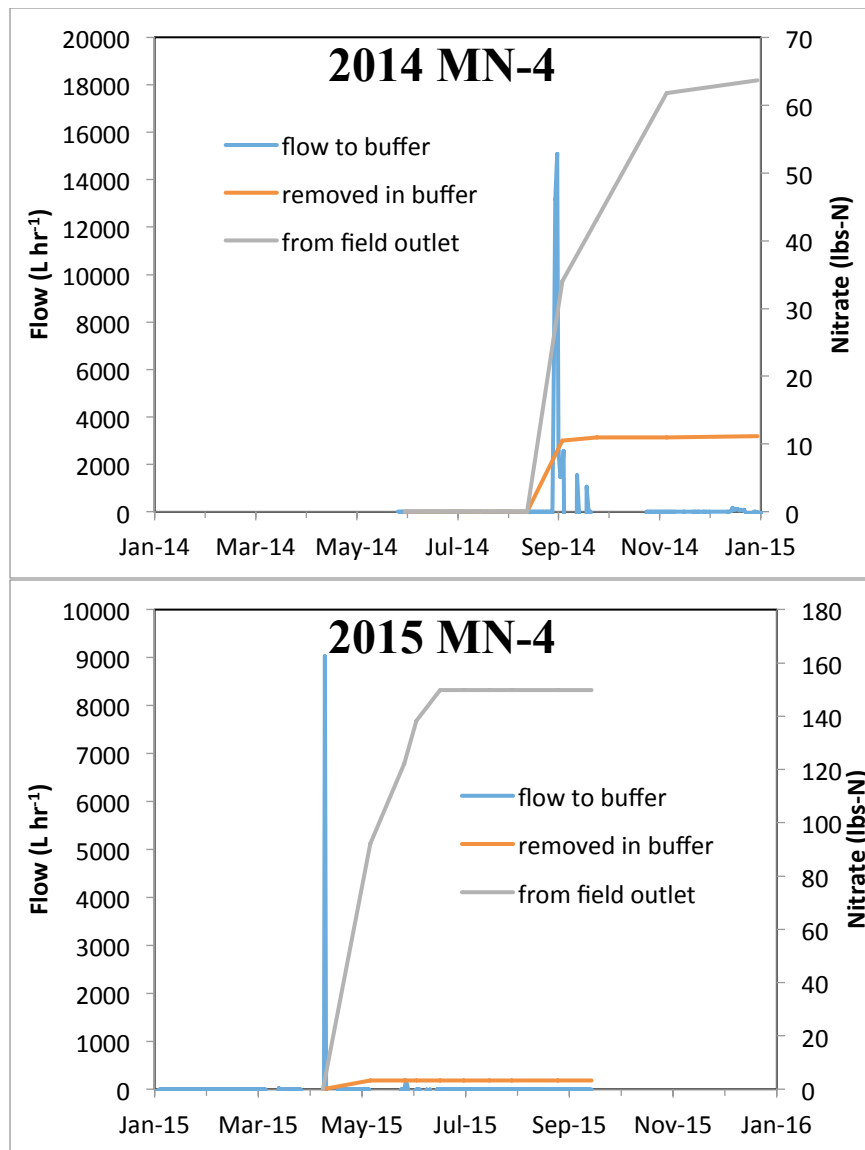 2014 MN-4
20000
18000
16000
14000
12000
10000
8000
6000
4000
2000
0
Flow (L hr⁻¹)
70
60
50
40
30
20
10
0
Nitrate (lbs-N)
flow to buffer
removed in buffer
from field outlet
Jan-14 Mar-14 May-14 Jul-14 Sep-14 Nov-14 Jan-15
2015 MN-4
10000
9000
8000
7000
6000
5000
4000
3000
2000
1000
0
Flow (L hr⁻¹)
180
160
140
120
100
80
60
40
20
0
Nitrate (lbs-N)
flow to buffer
removed in buffer
from field outlet
Jan-15 Mar-15 May-15 Jul-15 Sep-15 Nov-15 Jan-16